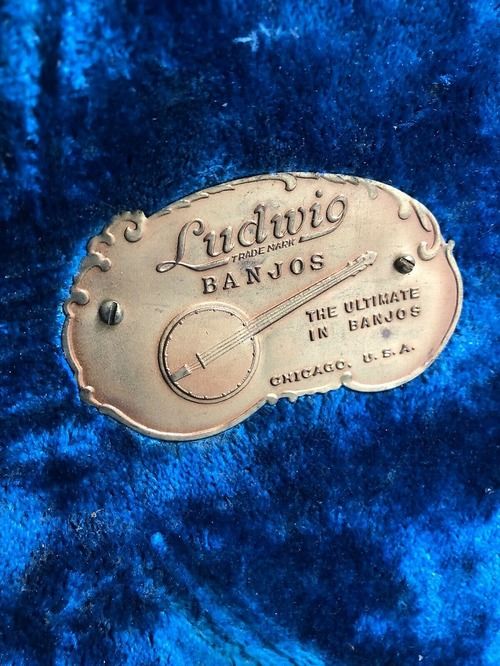 Ludwig
TRADE MARK
BANJOS
THE ULTIMATE
IN BANJOS
CHICAGO, U.S.A.